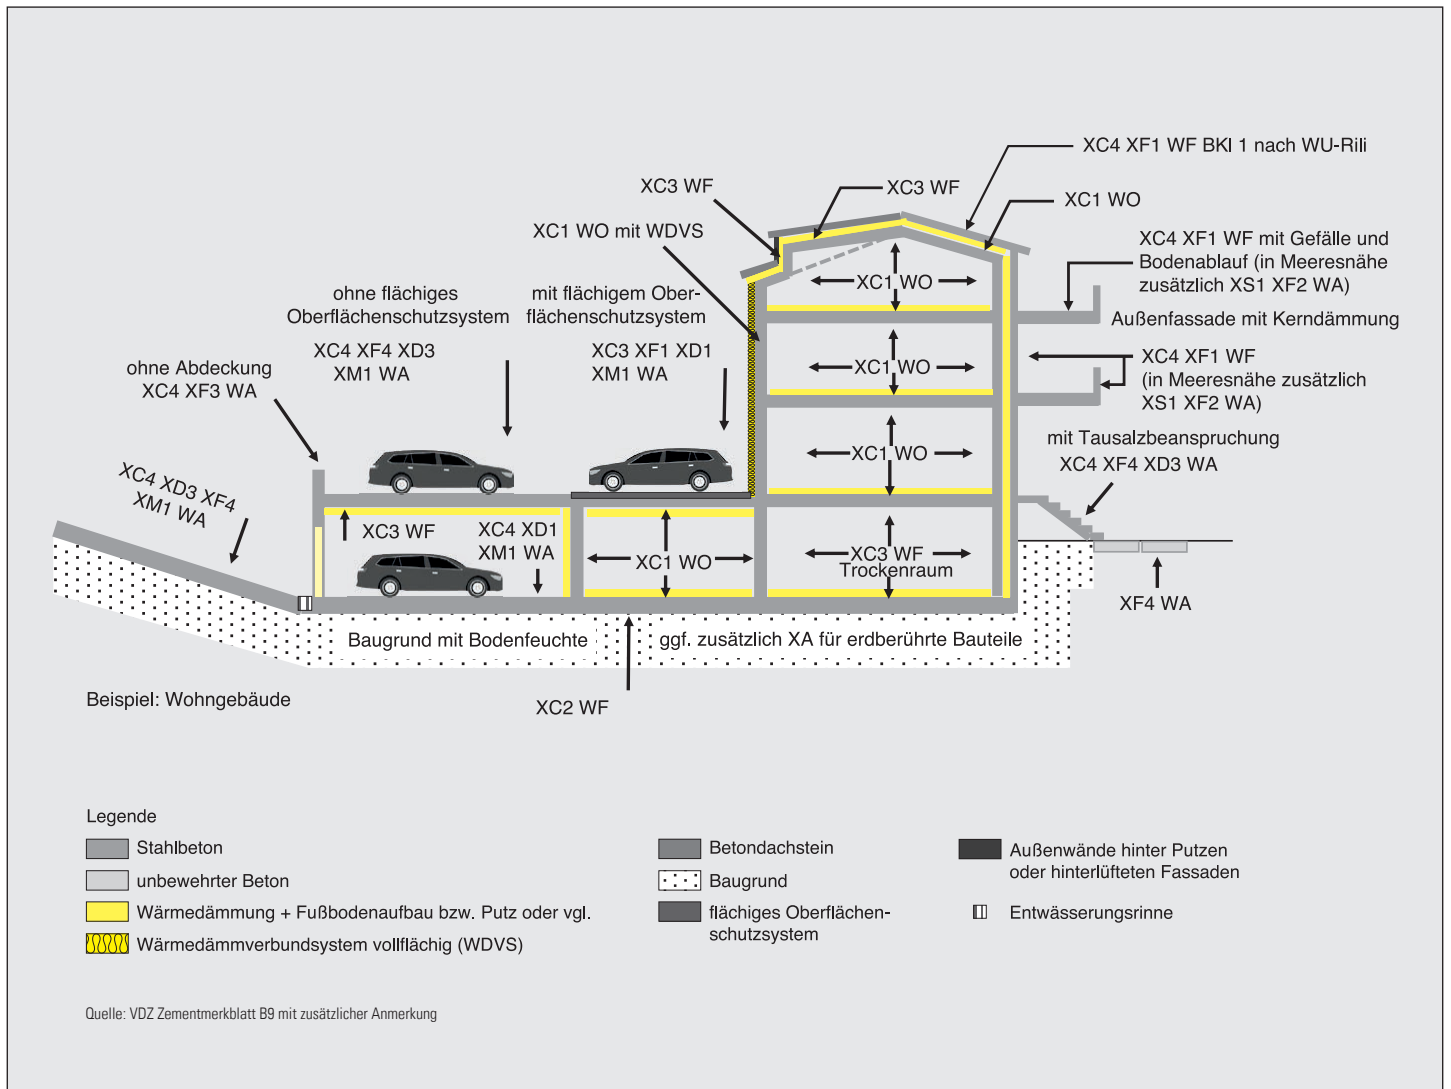 XC4 XF1 WF BKl 1 nach WU-Rili
XC3 WF
XC3 WF
XC1 WO
XC1 WO mit WDVS
XC4 XF1 WF mit Gefälle und
Bodenablauf (in Meeresnähe
zusätzlich XS1 XF2 WA)
XC1 WO
ohne flächiges
Oberflächenschutzsystem
XC4 XF4 XD3
XM1 WA
mit flächigem Ober-
flächenschutzsystem
XC3 XF1 XD1
XM1 WA
Außenfassade mit Kerndämmung
ohne Abdeckung
XC4 XF3 WA
XC1 WO
XC4 XF1 WF
(in Meeresnähe zusätzlich
XS1 XF2 WA)
XC1 WO
mit Tausalzbeanspruchung
XC4 XF4 XD3 WA
XC4 XD3 XF4
XM1 WA
XC3 WF
XC4 XD1
XM1 WA
XC1 WO
XC3 WF
Trockenraum
XF4 WA
Baugrund mit Bodenfeuchte
ggf. zusätzlich XA für erdberührte Bauteile
XC2 WF
Beispiel: Wohngebäude
Legende
Stahlbeton
unbewehrter Beton
Wärmedämmung + Fußbodenaufbau bzw. Putz oder vgl.
Wärmedämmverbundsystem vollflächig (WDVS)
Betondachstein
Baugrund
flächiges Oberflächen-
schutzsystem
Außenwände hinter Putzen
oder hinterlüfteten Fassaden
Entwässerungsrinne
Quelle: VDZ Zementmerkblatt B9 mit zusätzlicher Anmerkung